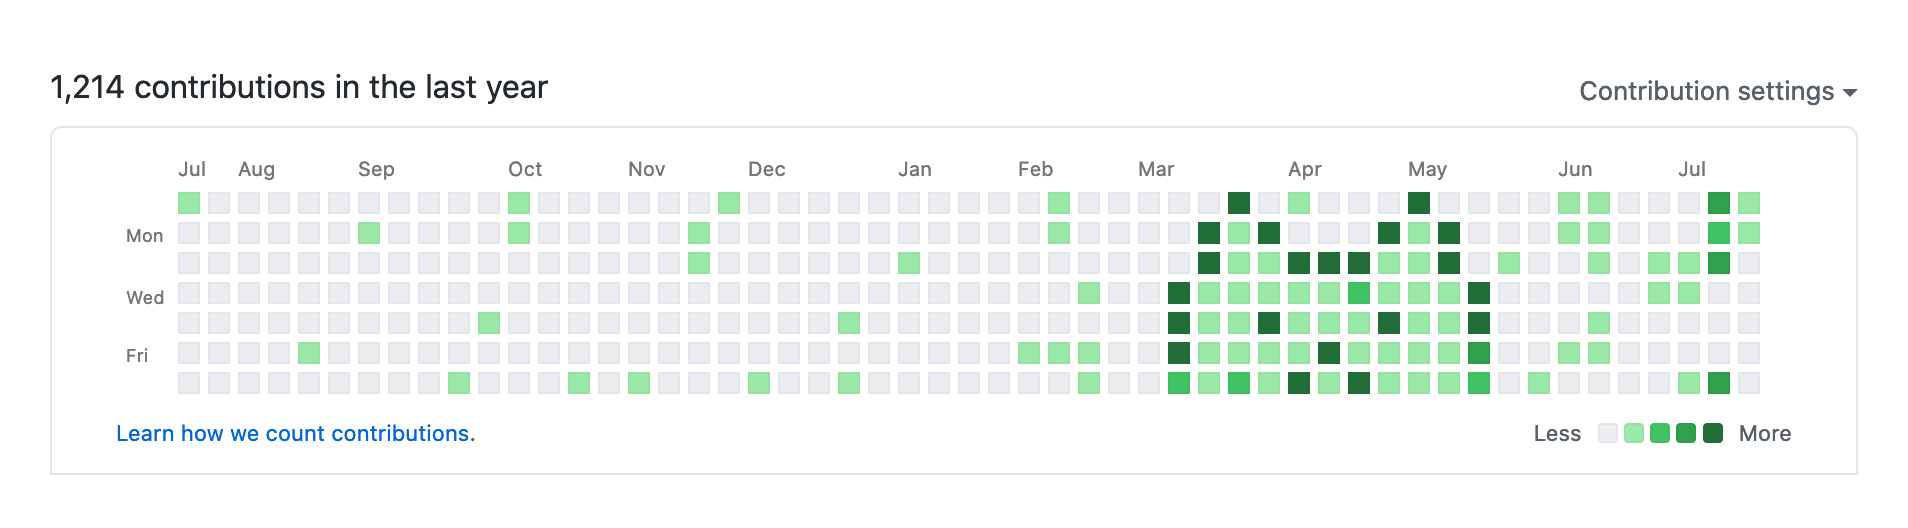 1,214 contributions in the last year
Contribution settings
Jul Aug Sep Oct Nov Dec Jan Feb Mar Apr May Jun Jul
Mon
Wed
Fri
Learn how we count contributions.
Less More